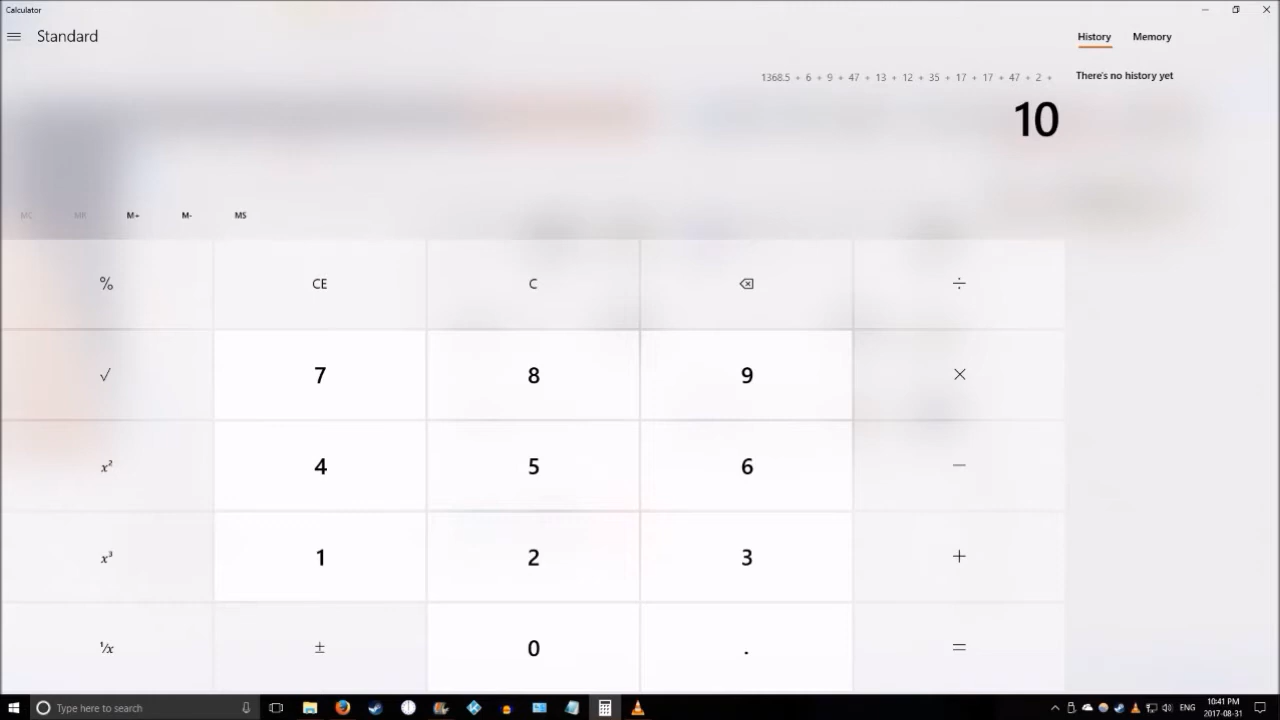 Calculator
Standard
History Memory
1368.5 + 6 + 9 + 47 + 13 + 12 + 35 + 17 + 17 + 47 + 2 +
There's no history yet
10
MC MR M+ M- MS
% CE C ÷
√ 7 8 9 ×
x² 4 5 6 −
x³ 1 2 3 +
¹/x ± 0 . =
Type here to search
ENG
10:41 PM
2017-08-31